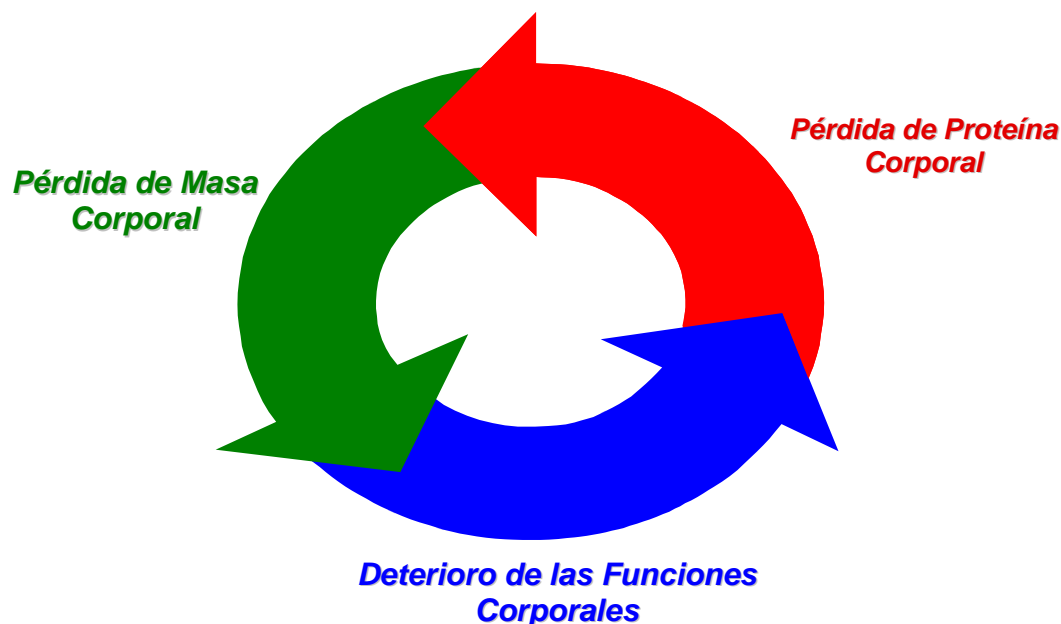 Pérdida de Proteína
Corporal
Pérdida de Masa
Corporal
Deterioro de las Funciones
Corporales